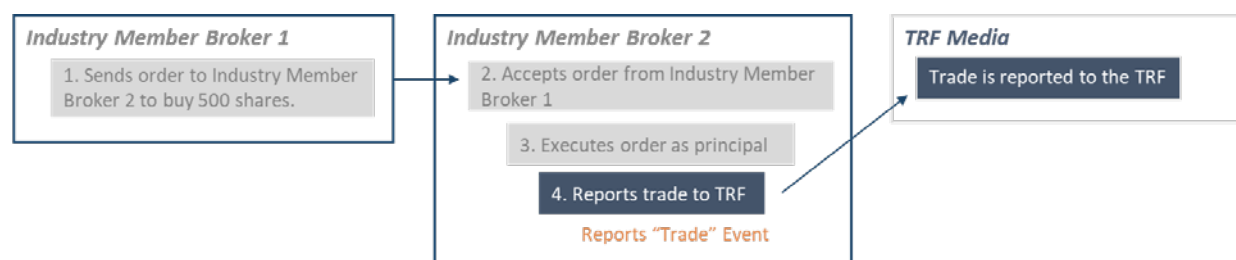 Industry Member Broker 1
1. Sends order to Industry Member
Broker 2 to buy 500 shares.
Industry Member Broker 2
2. Accepts order from Industry Member
Broker 1
3. Executes order as principal
4. Reports trade to TRF
Reports “Trade” Event
TRF Media
Trade is reported to the TRF